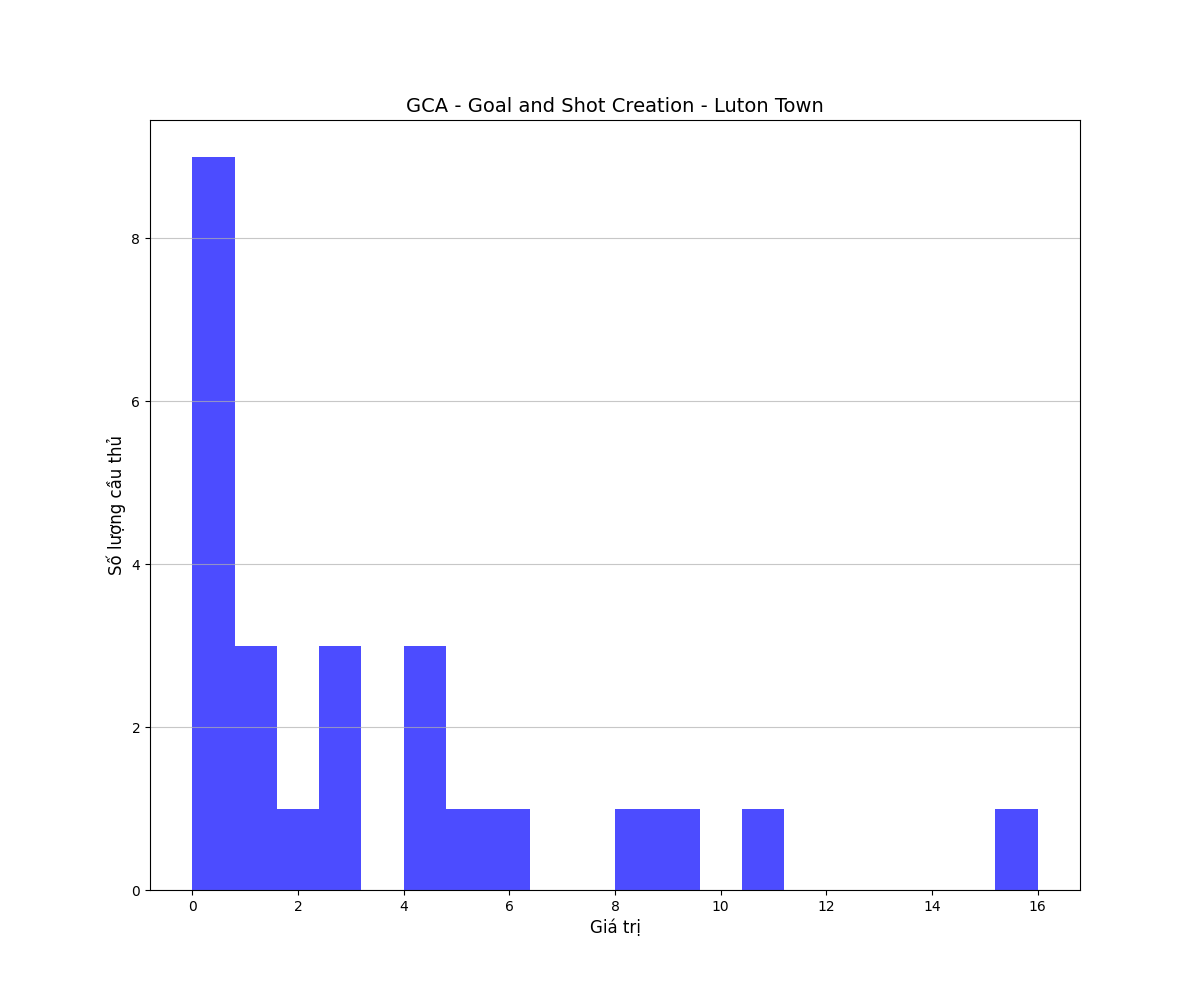 GCA - Goal and Shot Creation - Luton Town
8
6
4
2
0
Số lượng cầu thủ
0 2 4 6 8 10 12 14 16
Giá trị